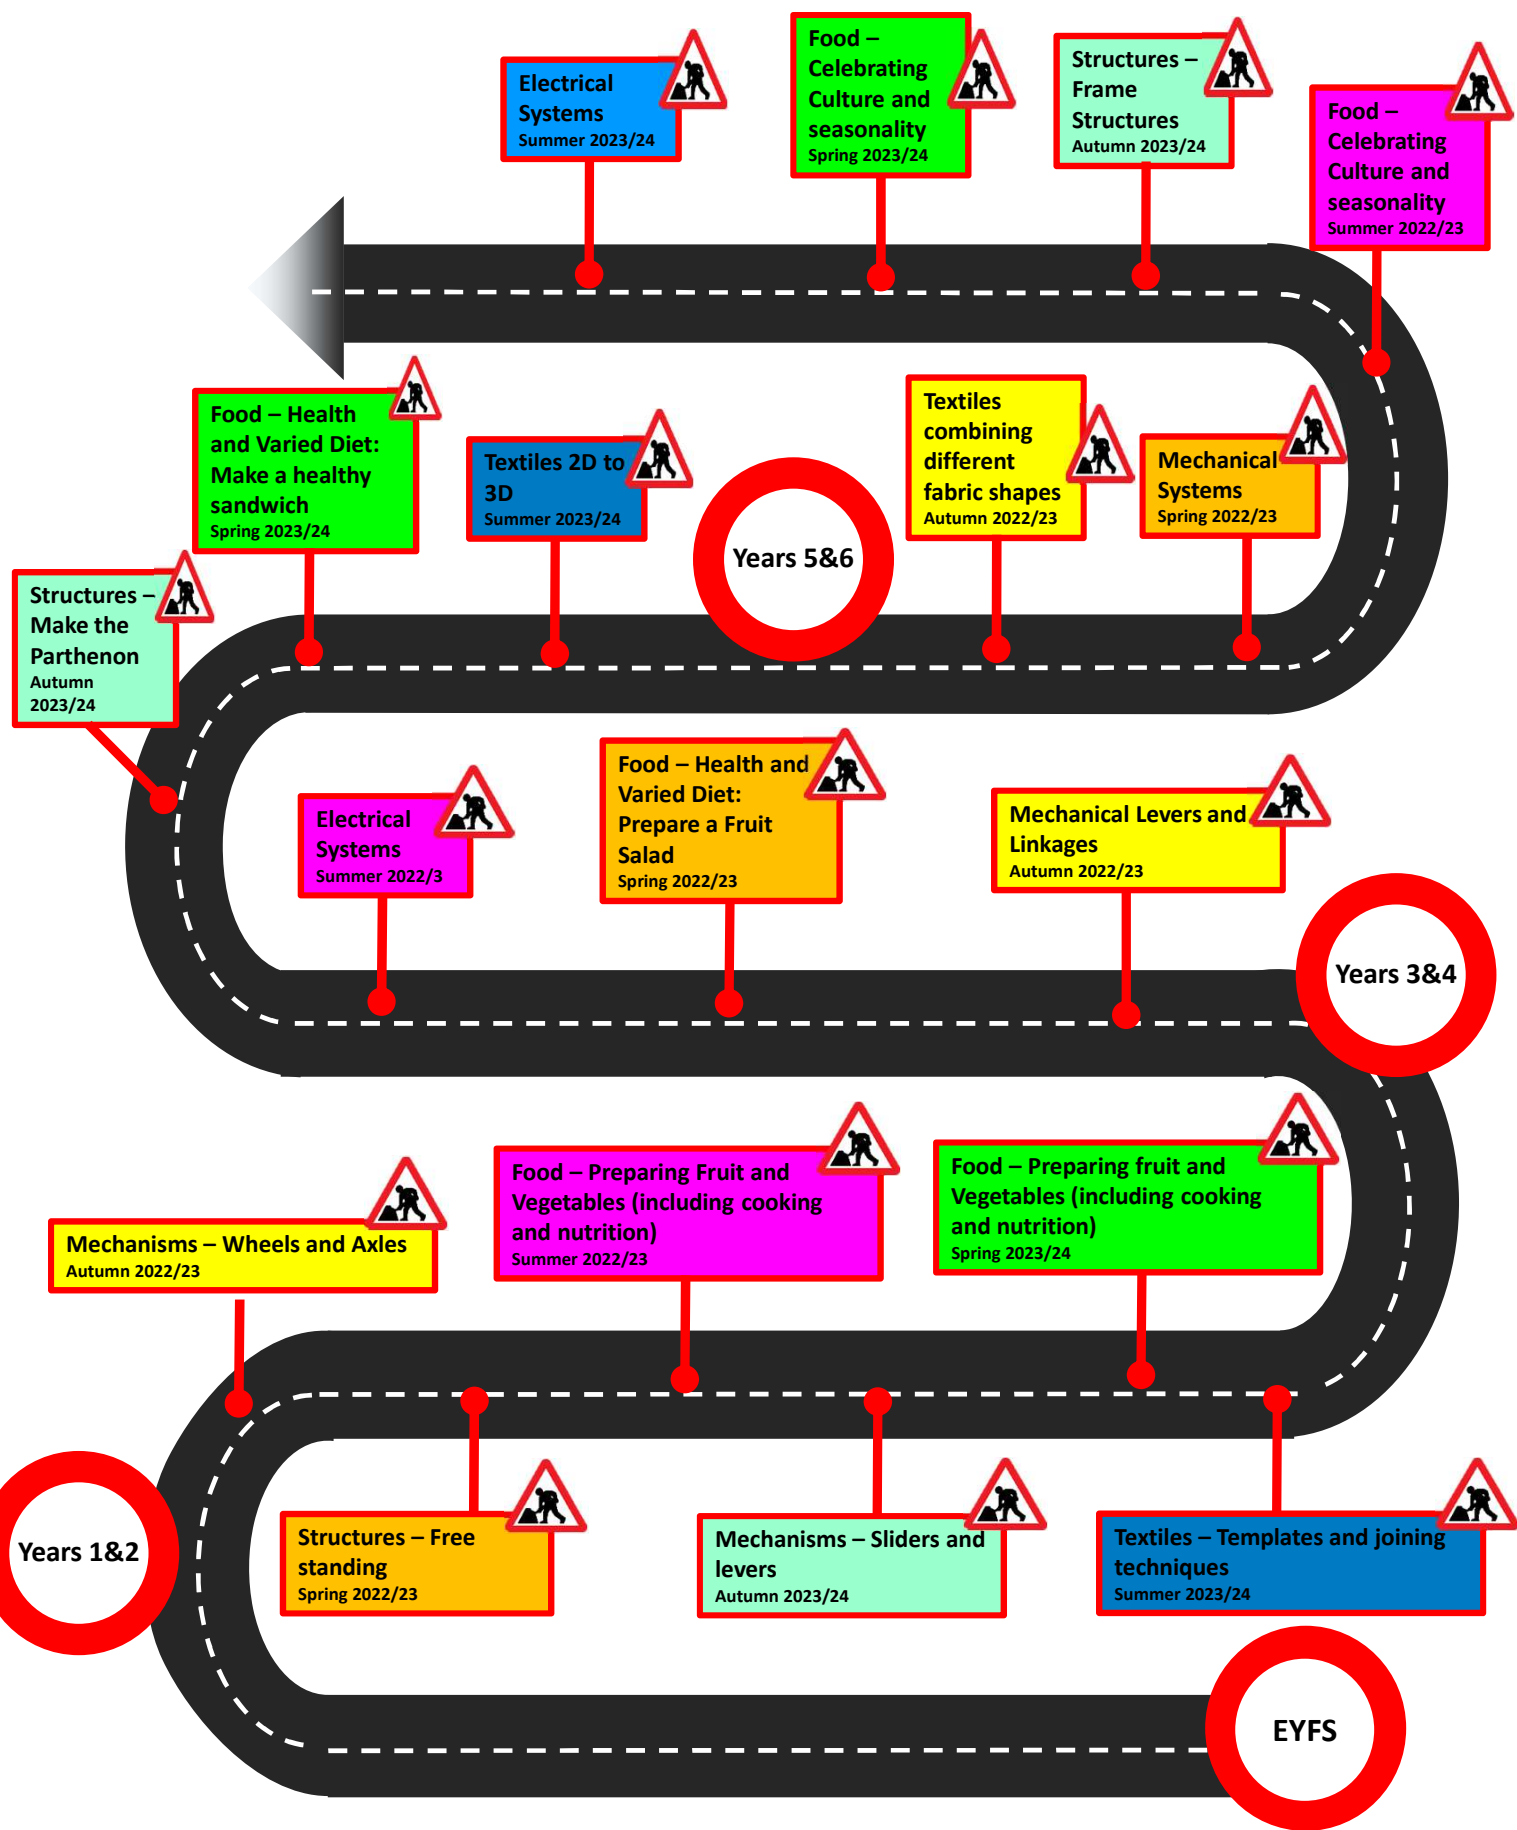 Electrical
Systems
Summer 2023/24
Food –
Celebrating
Culture and
seasonality
Spring 2023/24
Structures –
Frame
Structures
Autumn 2023/24
Food –
Celebrating
Culture and
seasonality
Summer 2022/23
Food – Health
and Varied Diet:
Make a healthy
sandwich
Spring 2023/24
Textiles 2D to
3D
Summer 2023/24
Years 5&6
Textiles
combining
different
fabric shapes
Autumn 2022/23
Mechanical
Systems
Spring 2022/23
Structures –
Make the
Parthenon
Autumn
2023/24
Electrical
Systems
Summer 2022/3
Food – Health and
Varied Diet:
Prepare a Fruit
Salad
Spring 2022/23
Mechanical Levers and
Linkages
Autumn 2022/23
Years 3&4
Mechanisms – Wheels and Axles
Autumn 2022/23
Food – Preparing Fruit and
Vegetables (including cooking
and nutrition)
Summer 2022/23
Food – Preparing fruit and
Vegetables (including cooking
and nutrition)
Spring 2023/24
Years 1&2
Structures – Free
standing
Spring 2022/23
Mechanisms – Sliders and
levers
Autumn 2023/24
Textiles – Templates and joining
techniques
Summer 2023/24
EYFS